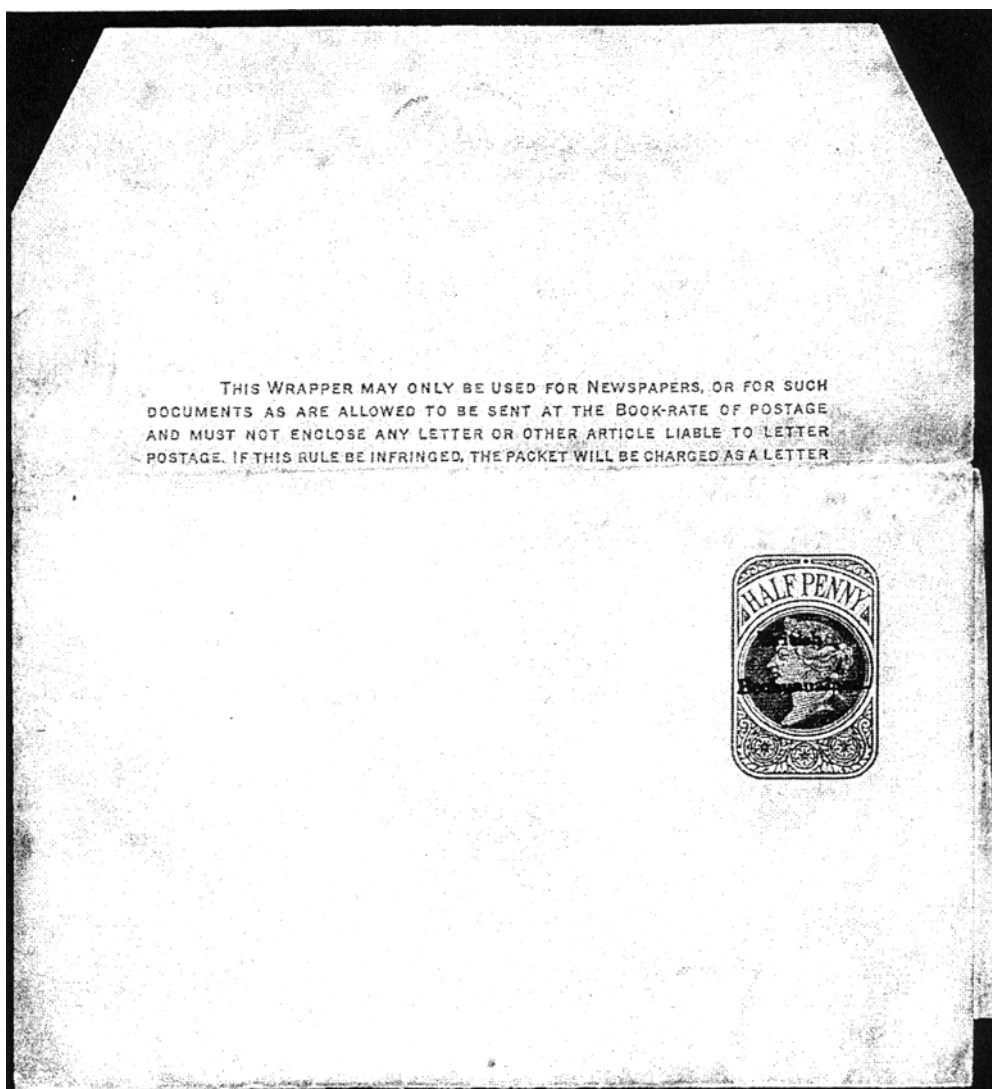 THIS WRAPPER MAY ONLY BE USED FOR NEWSPAPERS, OR FOR SUCH
DOCUMENTS AS ARE ALLOWED TO BE SENT AT THE BOOK-RATE OF POSTAGE
AND MUST NOT ENCLOSE ANY LETTER OR OTHER ARTICLE LIABLE TO LETTER
POSTAGE. IF THIS RULE BE INFRINGED, THE PACKET WILL BE CHARGED AS A LETTER
HALF PENNY